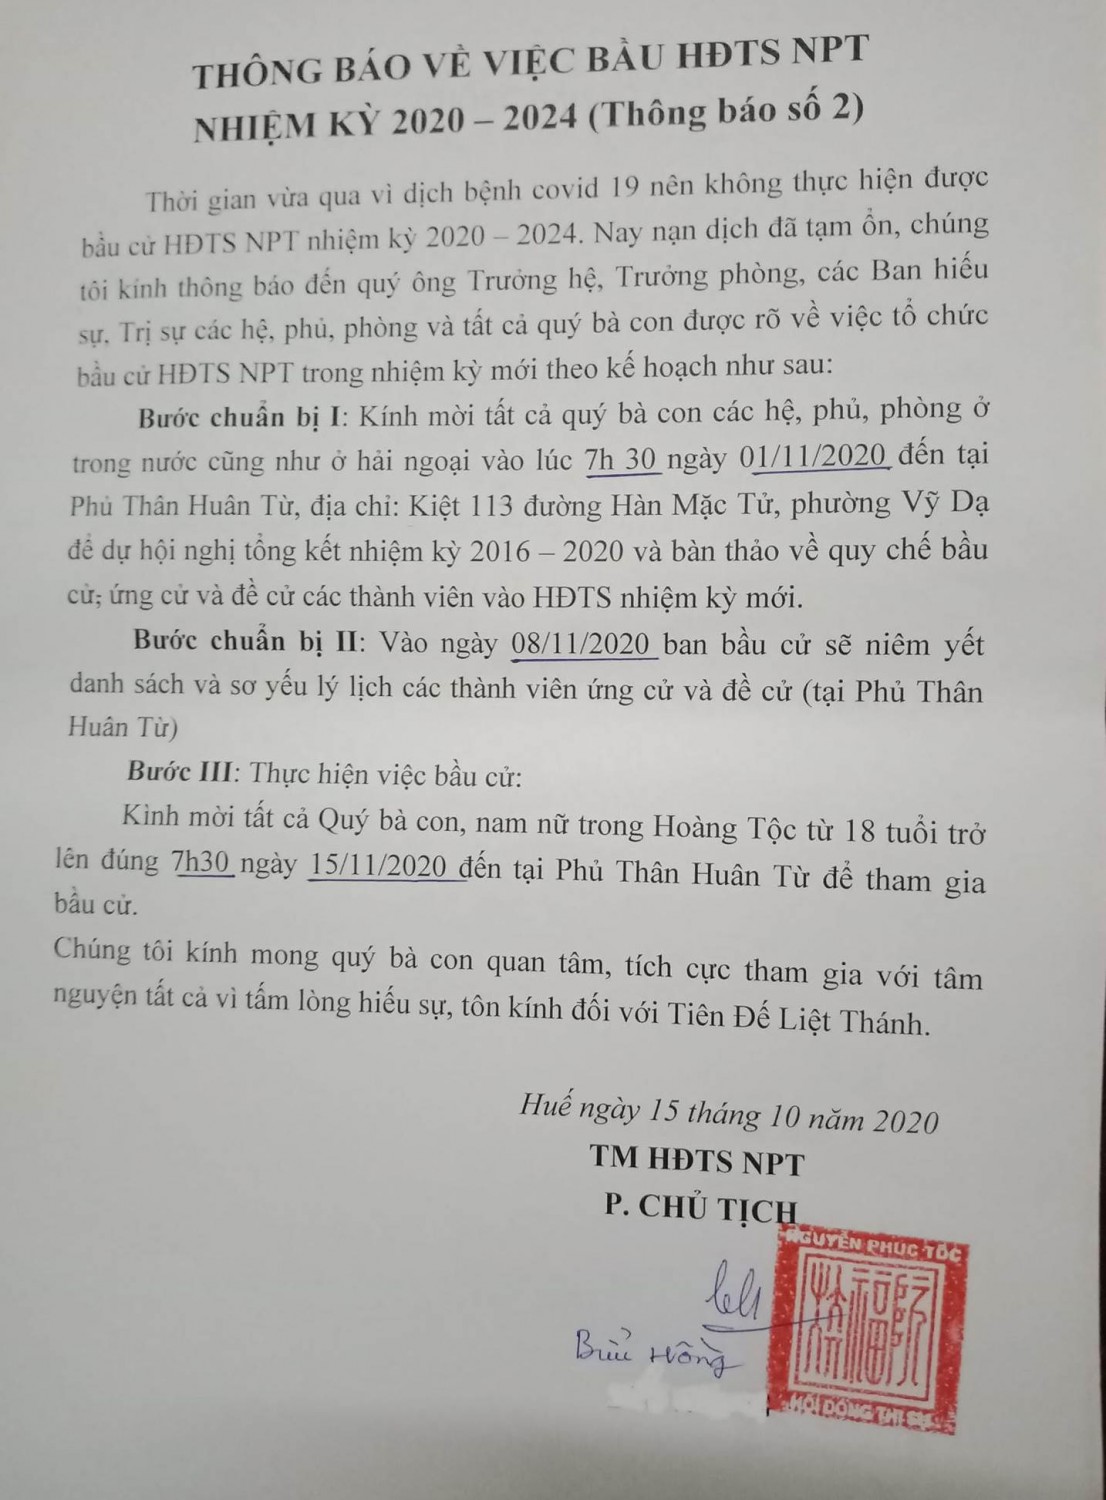 THÔNG BÁO VỀ VIỆC BẦU HĐTS NPT
NHIỆM KỲ 2020 – 2024 (Thông báo số 2)
Thời gian vừa qua vì dịch bệnh covid 19 nên không thực hiện được
bầu cử HĐTS NPT nhiệm kỳ 2020 – 2024. Nay nạn dịch đã tạm ổn, chúng
tôi kính thông báo đến quý ông Trưởng hệ, Trưởng phòng, các Ban hiếu
sự, Trị sự các hệ, phủ, phòng và tất cả quý bà con được rõ về việc tổ chức
bầu cử HĐTS NPT trong nhiệm kỳ mới theo kế hoạch như sau:
Bước chuẩn bị I: Kính mời tất cả quý bà con các hệ, phủ, phòng ở
trong nước cũng như ở hải ngoại vào lúc 7h 30 ngày 01/11/2020 đến tại
Phủ Thân Huân Từ, địa chỉ: Kiệt 113 đường Hàn Mặc Tử, phường Vỹ Dạ
để dự hội nghị tổng kết nhiệm kỳ 2016 – 2020 và bàn thảo về quy chế bầu
cử; ứng cử và đề cử các thành viên vào HĐTS nhiệm kỳ mới.
Bước chuẩn bị II: Vào ngày 08/11/2020 ban bầu cử sẽ niêm yết
danh sách và sơ yếu lý lịch các thành viên ứng cử và đề cử (tại Phủ Thân
Huân Từ)
Bước III: Thực hiện việc bầu cử:
Kình mời tất cả Quý bà con, nam nữ trong Hoàng Tộc từ 18 tuổi trở
lên đúng 7h30 ngày 15/11/2020 đến tại Phủ Thân Huân Từ để tham gia
bầu cử.
Chúng tôi kính mong quý bà con quan tâm, tích cực tham gia với tâm
nguyện tất cả vì tấm lòng hiếu sự, tôn kính đối với Tiên Đế Liệt Thánh.
Huế ngày 15 tháng 10 năm 2020
TM HĐTS NPT
P. CHỦ TỊCH
NGUYỄN PHÚC TỘC
Bửu Hồng
HỘI ĐỒNG TRỊ SỰ